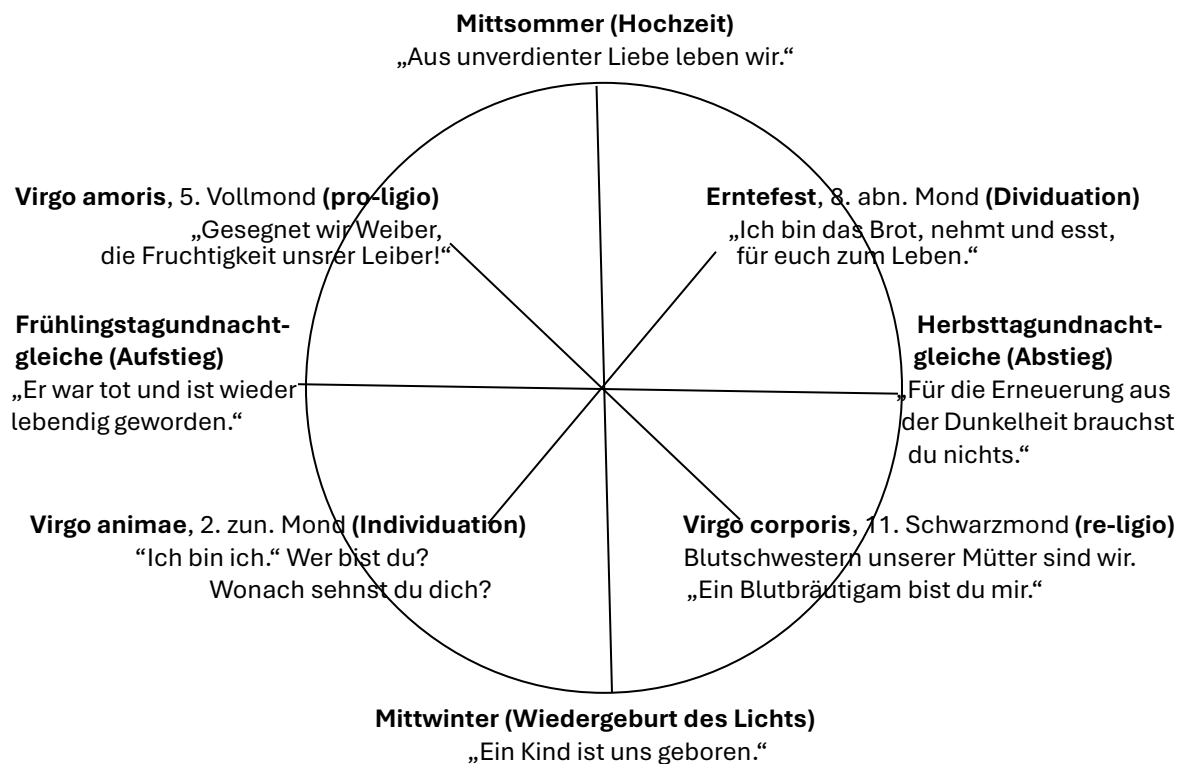 Mittsommer (Hochzeit)
„Aus unverdienter Liebe leben wir.“
Virgo amoris, 5. Vollmond (pro-ligio)
„Gesegnet wir Weiber,
die Fruchtigkeit unsrer Leiber!“
Erntefest, 8. abn. Mond (Dividuation)
„Ich bin das Brot, nehmt und esst,
für euch zum Leben.“
Frühlingstagundnacht-
gleiche (Aufstieg)
„Er war tot und ist wieder
lebendig geworden.“
Herbsttagundnacht-
gleiche (Abstieg)
„Für die Erneuerung aus
der Dunkelheit brauchst
du nichts.“
Virgo animae, 2. zun. Mond (Individuation)
“Ich bin ich.“ Wer bist du?
Wonach sehnst du dich?
Virgo corporis, 11. Schwarzmond (re-ligio)
Blutschwestern unserer Mütter sind wir.
„Ein Blutbräutigam bist du mir.“
Mittwinter (Wiedergeburt des Lichts)
„Ein Kind ist uns geboren.“